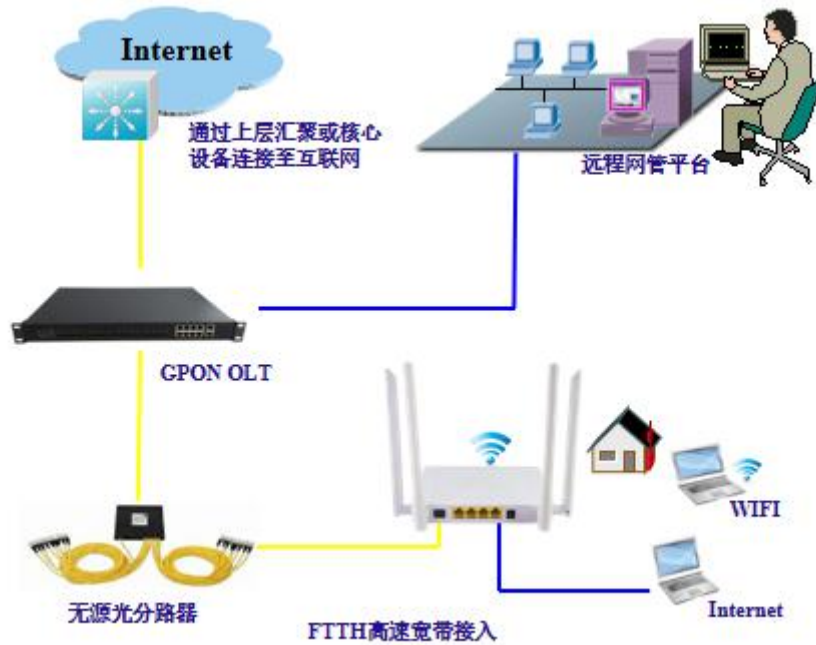 Internet
通过上层汇聚或核心
设备连接至互联网
远程网管平台
GPON OLT
WIFI
无源光分路器
Internet
FTTH高速宽带接入